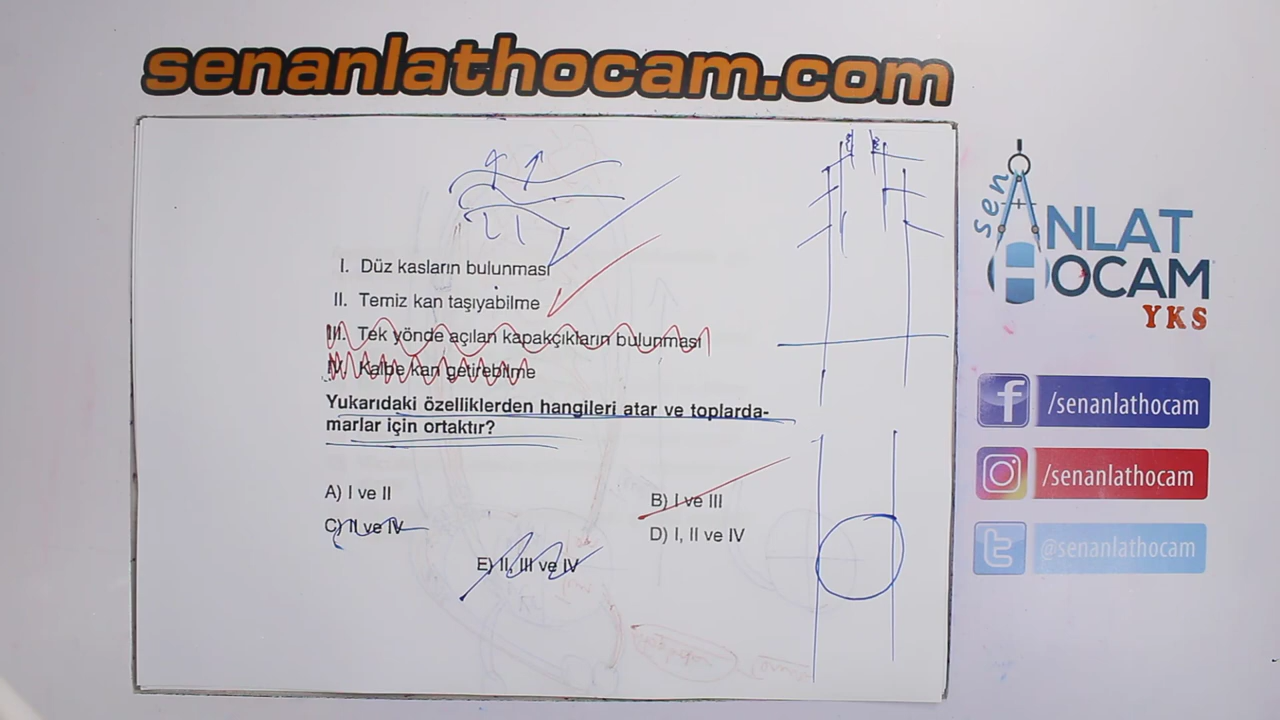 senanlathocam.com
I. Düz kasların bulunması
II. Temiz kan taşıyabilme
III. Tek yönde açılan kapakçıkların bulunması
IV. Kalbe kan getirebilme
Yukarıdaki özelliklerden hangileri atar ve toplarda-
marlar için ortaktır?
A) I ve II
B) I ve III
C) II ve IV
D) I, II ve IV
E) II, III ve IV
sen
ANLAT
HOCAM
YKS
f /senanlathocam
/senanlathocam
t @senanlathocam